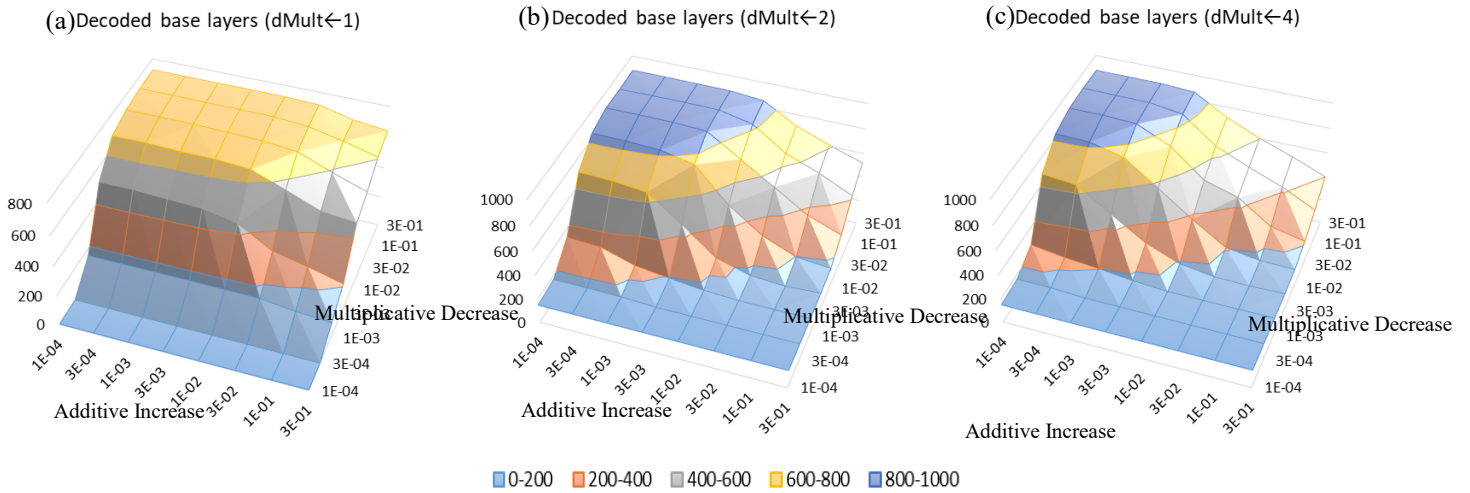 (a) Decoded base layers (dMult←1)
800
600
400
200
0
1E-04
3E-04
1E-03
3E-03
1E-02
3E-02
1E-01
3E-01
Additive Increase
3E-01
1E-01
3E-02
1E-02
1E-03
3E-04
1E-04
Multiplicative Decrease
(b) Decoded base layers (dMult←2)
1000
800
600
400
200
0
1E-04
3E-04
1E-03
3E-03
1E-02
3E-02
1E-01
3E-01
Additive Increase
3E-01
1E-01
3E-02
1E-02
3E-03
1E-03
3E-04
1E-04
Multiplicative Decrease
(c) Decoded base layers (dMult←4)
1000
800
600
400
200
0
1E-04
3E-04
1E-03
3E-03
1E-02
3E-02
1E-01
3E-01
Additive Increase
3E-01
1E-01
3E-02
1E-02
3E-03
1E-03
3E-04
1E-04
Multiplicative Decrease
0-200 200-400 400-600 600-800 800-1000